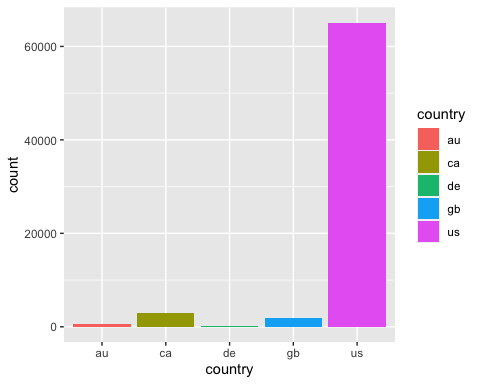 60000
40000
20000
0
count
au
ca
de
gb
us
country
country
au
ca
de
gb
us